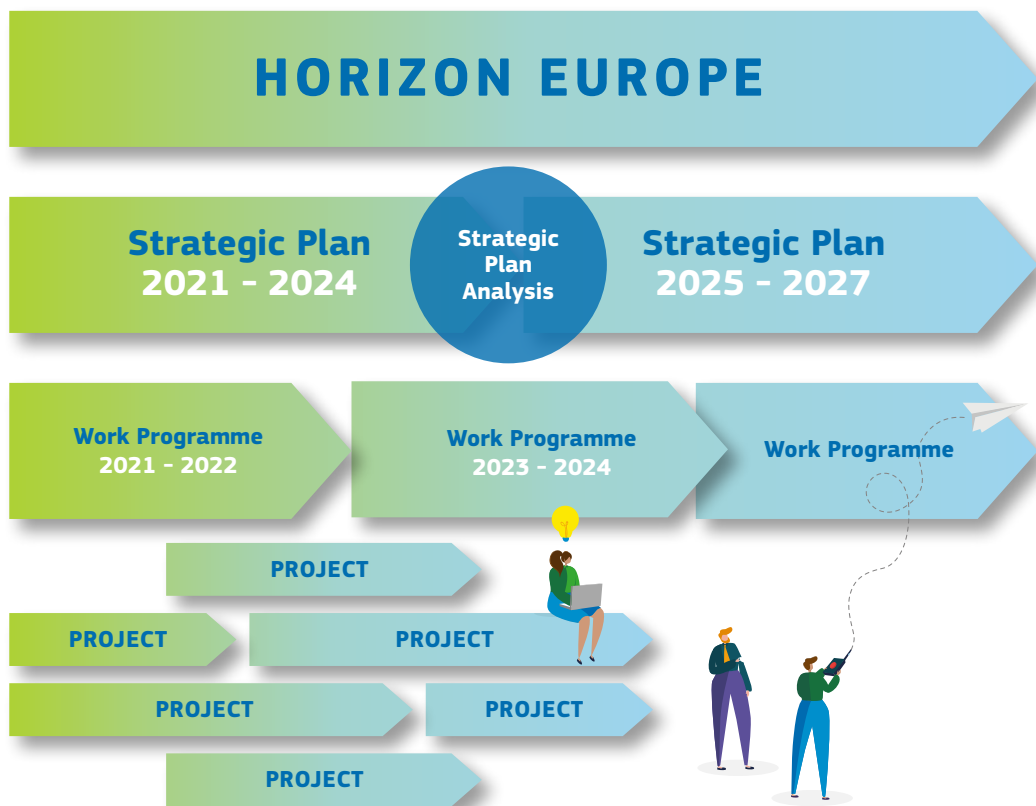 HORIZON EUROPE
Strategic Plan
2021 - 2024
Strategic
Plan
Analysis
Strategic Plan
2025 - 2027
Work Programme
2021 - 2022
Work Programme
2023 - 2024
Work Programme
PROJECT
PROJECT
PROJECT
PROJECT
PROJECT
PROJECT